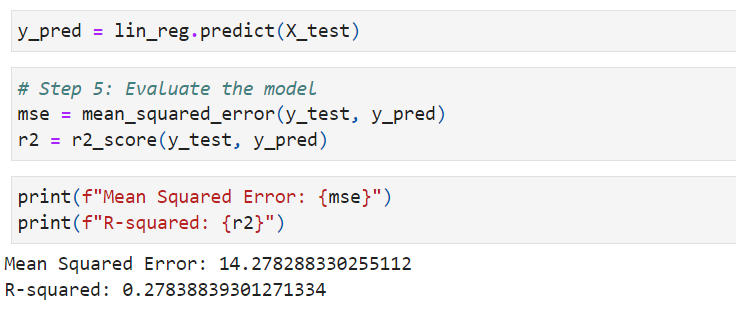 y_pred = lin_reg.predict(X_test)
# Step 5: Evaluate the model
mse = mean_squared_error(y_test, y_pred)
r2 = r2_score(y_test, y_pred)
print(f"Mean Squared Error: {mse}")
print(f"R-squared: {r2}")
Mean Squared Error: 14.278288330255112
R-squared: 0.27838839301271334